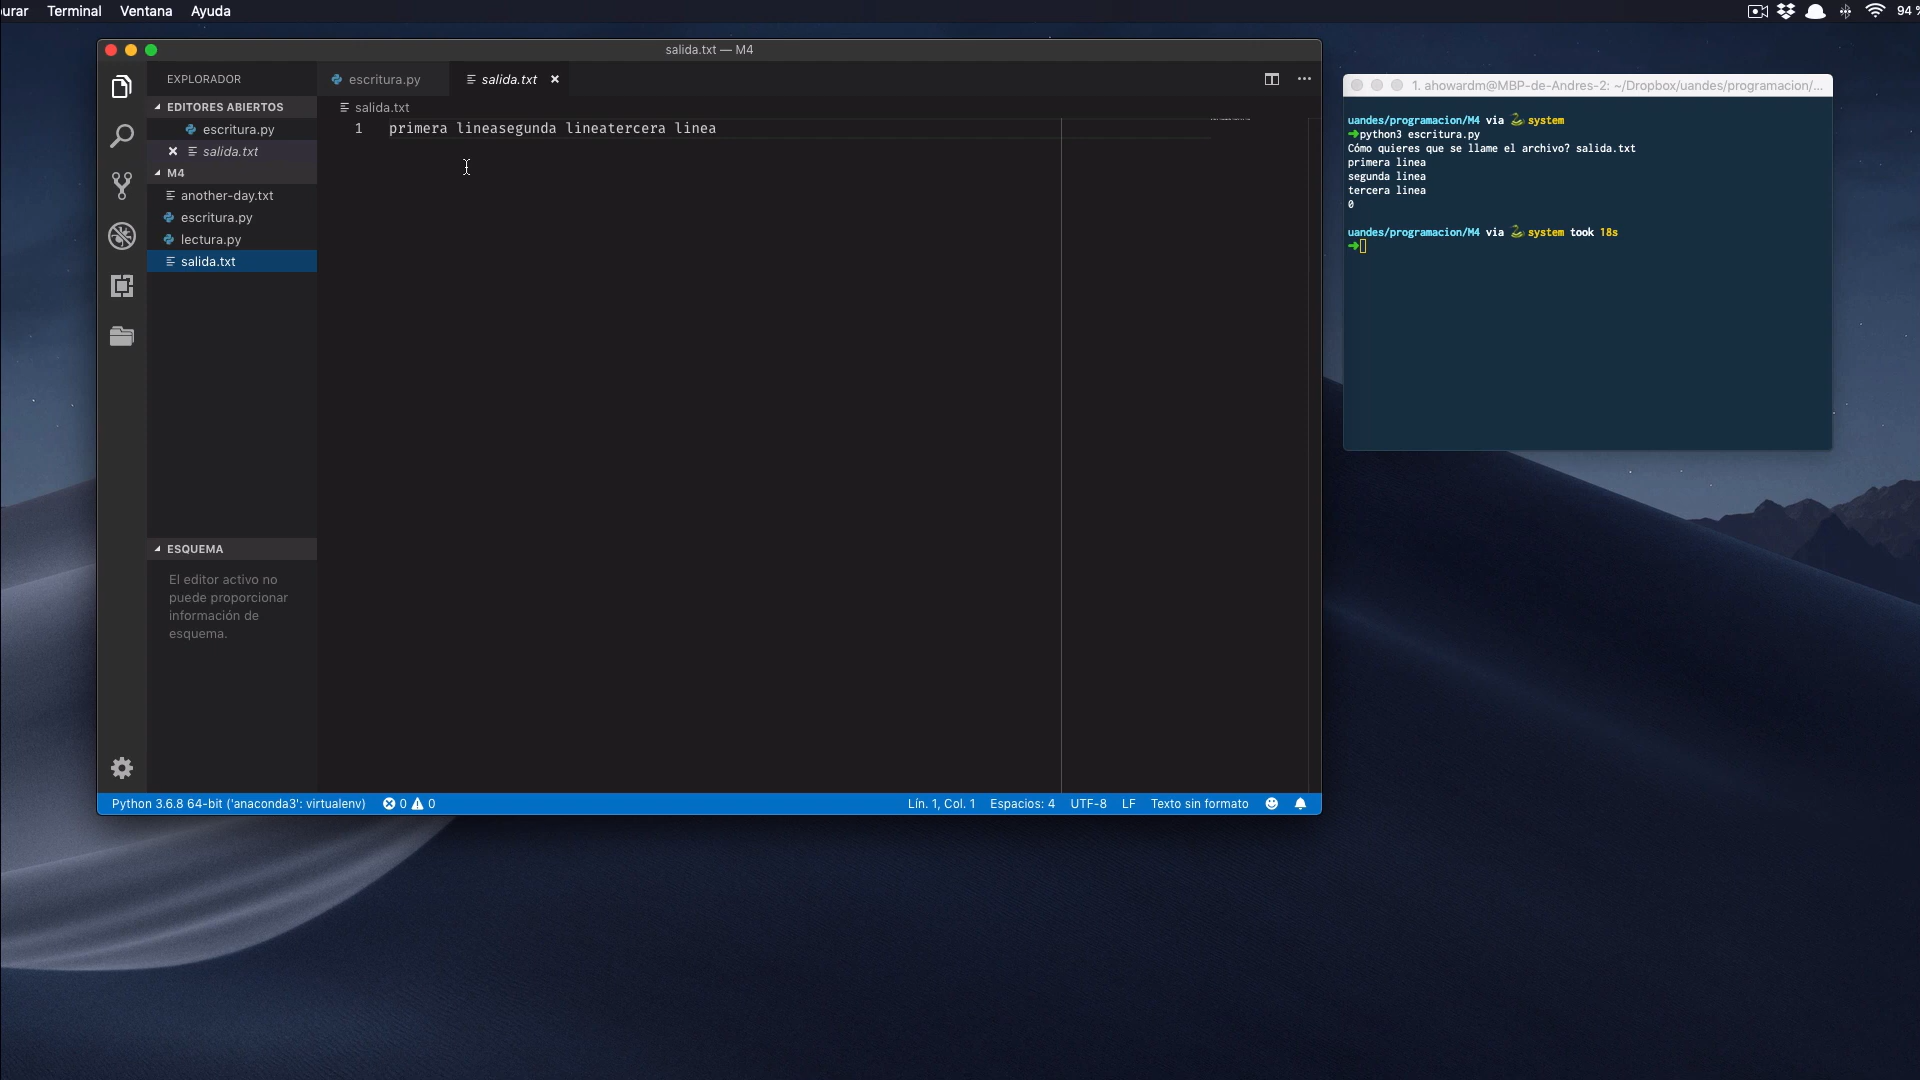 Terminal Ventana Ayuda
94 %
salida.txt — M4
EXPLORADOR
EDITORES ABIERTOS
escritura.py
salida.txt
M4
another-day.txt
escritura.py
lectura.py
salida.txt
ESQUEMA
El editor activo no
puede proporcionar
información de
esquema.
escritura.py
salida.txt
salida.txt
1 primera lineasegunda lineatercera linea
Python 3.6.8 64-bit ('anaconda3': virtualenv) 0 0
Lín. 1, Col. 1 Espacios: 4 UTF-8 LF Texto sin formato
1. ahowardm@MBP-de-Andres-2: ~/Dropbox/uandes/programacion/...
uandes/programacion/M4 via system
➜python3 escritura.py
Cómo quieres que se llame el archivo? salida.txt
primera linea
segunda linea
tercera linea
0
uandes/programacion/M4 via system took 18s
➜